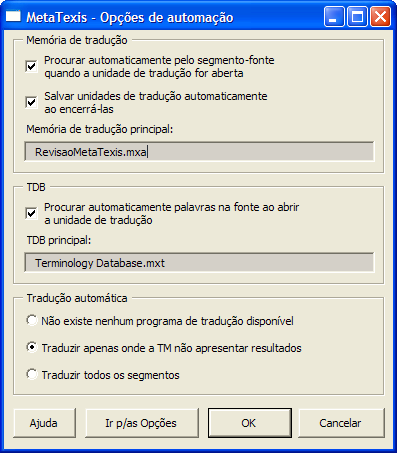 MetaTexis - Opções de automação
Memória de tradução
Procurar automaticamente pelo segmento-fonte
quando a unidade de tradução for aberta
Salvar unidades de tradução automaticamente
ao encerrá-las
Memória de tradução principal:
RevisaoMetaTexis.mxa
TDB
Procurar automaticamente palavras na fonte ao abrir
a unidade de tradução
TDB principal:
Terminology Database.mxt
Tradução automática
Não existe nenhum programa de tradução disponível
Traduzir apenas onde a TM não apresentar resultados
Traduzir todos os segmentos
Ajuda Ir p/as Opções OK Cancelar